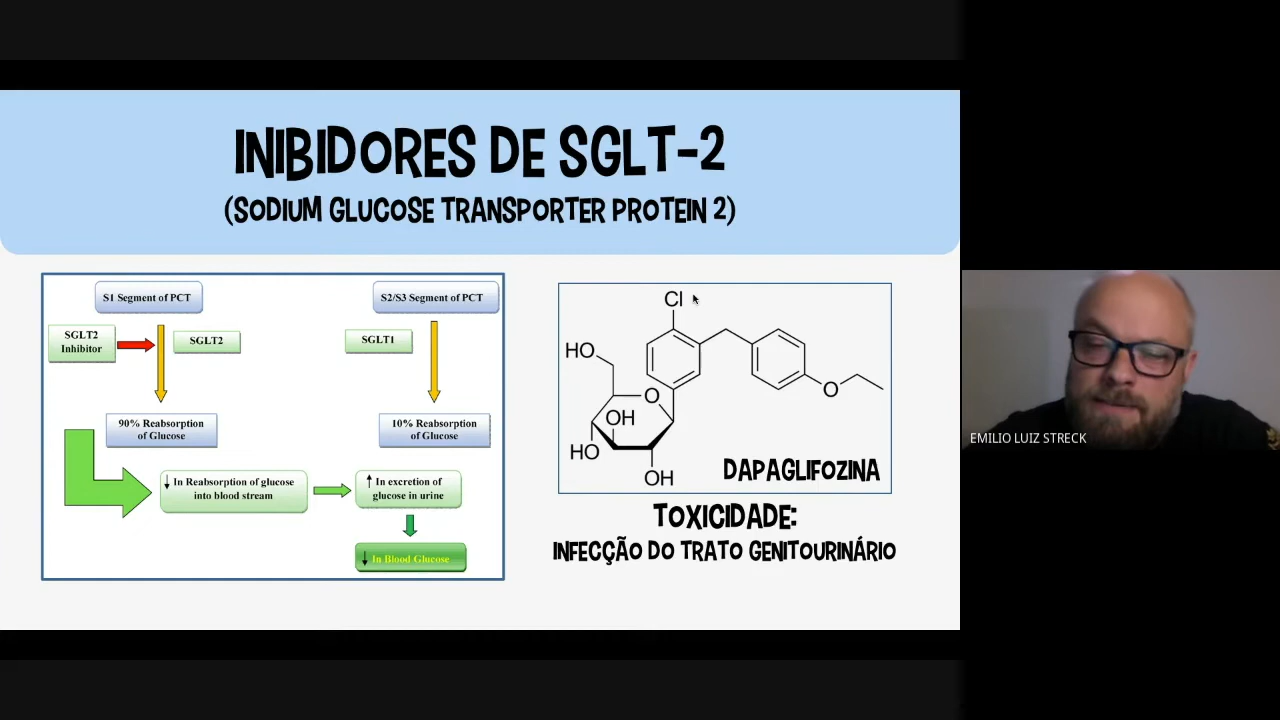 INIBIDORES DE SGLT-2
(SODIUM GLUCOSE TRANSPORTER PROTEIN 2)
S1 Segment of PCT
S2/S3 Segment of PCT
SGLT2
Inhibitor
SGLT2
SGLT1
90% Reabsorption
of Glucose
10% Reabsorption
of Glucose
↓ In Reabsorption of glucose
into blood stream
↑ In excretion of
glucose in urine
↓ In Blood Glucose
Cl
HO
O
OH
O
HO
OH
DAPAGLIFOZINA
TOXICIDADE:
INFECÇÃO DO TRATO GENITOURINÁRIO
EMILIO LUIZ STRECK